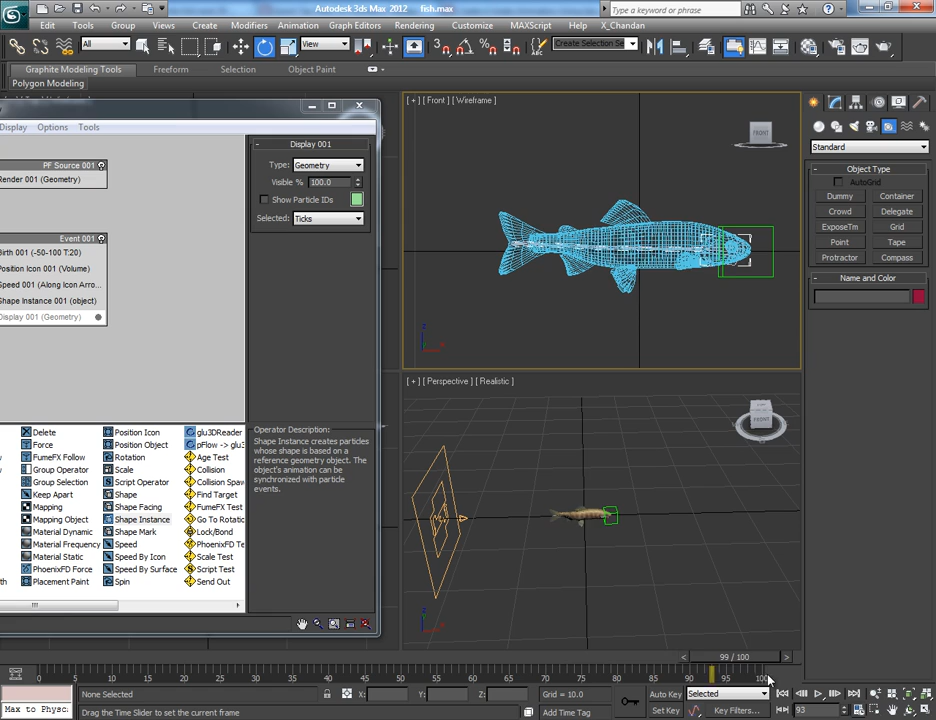 Autodesk 3ds Max 2012 fish.max
Type a keyword or phrase
Edit Tools Group Views Create Modifiers Animation Graph Editors Rendering Customize MAXScript Help X_Chandan
All View Create Selection Se
Graphite Modeling Tools Freeform Selection Object Paint
Polygon Modeling
Display Options Tools
PF Source 001
Render 001 (Geometry)
Event 001
Birth 001 (-50-100 T:20)
Position Icon 001 (Volume)
Speed 001 (Along Icon Arro...
Shape Instance 001 (object)
Display 001 (Geometry)
Display 001
Type: Geometry
Visible % 100.0
Show Particle IDs
Selected: Ticks
Operator Description:
Shape Instance creates particles
whose shape is based on a
reference geometry object. The
object's animation can be
synchronized with particle
events.
Delete Position Icon glu3DReader
Force Position Object pFlow -> glu3
FumeFX Follow Rotation Age Test
Group Operator Scale Collision
Group Selection Script Operator Collision Spaw
Keep Apart Shape Find Target
Mapping Shape Facing FumeFX Test
Mapping Object Shape Instance Go To Rotatio
Material Dynamic Shape Mark Lock/Bond
Material Frequency Speed PhoenixFD Te
Material Static Speed By Icon Scale Test
PhoenixFD Force Speed By Surface Script Test
Placement Paint Spin Send Out
[ + ] [ Front ] [ Wireframe ]
FRONT
[ + ] [ Perspective ] [ Realistic ]
FRONT
Standard
Object Type
AutoGrid
Dummy Container
Crowd Delegate
ExposeTm Grid
Point Tape
Protractor Compass
Name and Color
99 / 100
0 5 10 15 20 25 30 35 40 45 50 55 60 65 70 75 80 85 90 95 100
None Selected X: Y: Z: Grid = 10.0 Auto Key Selected
Max to Physc
Drag the Time Slider to set the current frame Add Time Tag Set Key Key Filters... 93